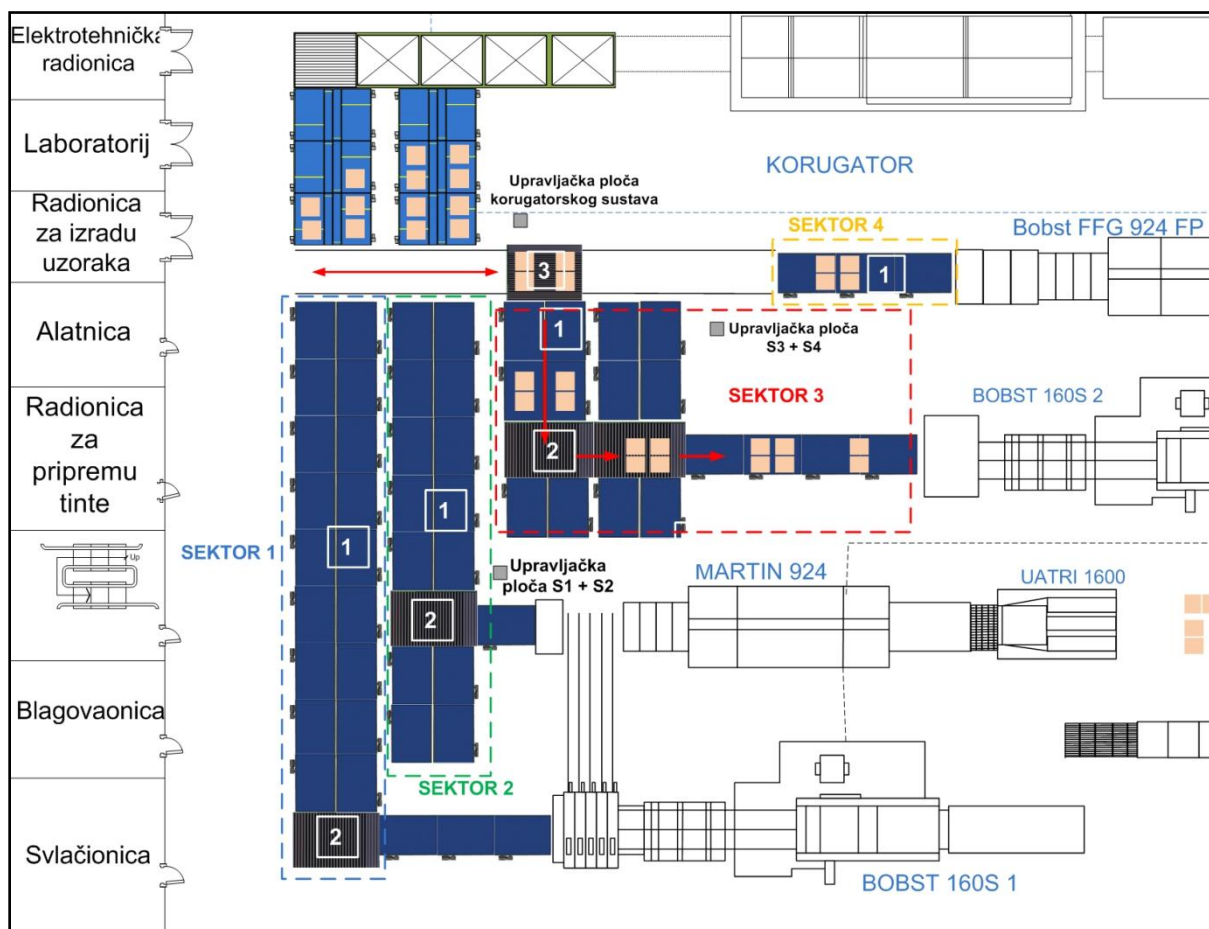 Elektrotehnička
radionica
Laboratorij
Radionica
za izradu
uzoraka
Alatnica
Radionica
za
pripremu
tinte
Up
Blagovaonica
Svlačionica
KORUGATOR
Upravljačka ploča
korugatorskog sustava
SEKTOR 4
Bobst FFG 924 FP
3
1
1
Upravljačka ploča
S3 + S4
SEKTOR 3
BOBST 160S 2
2
1
SEKTOR 1
1
Upravljačka
ploča S1 + S2
MARTIN 924
UATRI 1600
2
SEKTOR 2
2
BOBST 160S 1